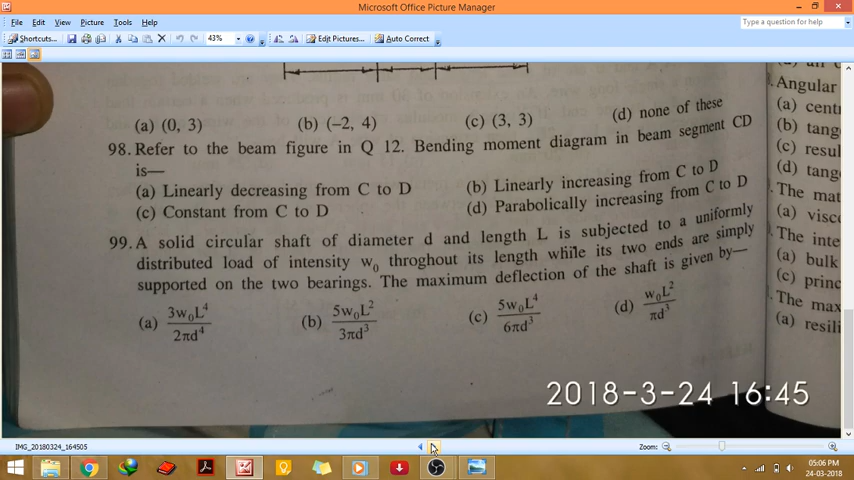 Microsoft Office Picture Manager
File Edit View Picture Tools Help
Type a question for help
Shortcuts...
43%
Edit Pictures...
Auto Correct
(a) (0, 3) (b) (–2, 4) (c) (3, 3) (d) none of these
98. Refer to the beam figure in Q 12. Bending moment diagram in beam segment CD
is—
(a) Linearly decreasing from C to D (b) Linearly increasing from C to D
(c) Constant from C to D (d) Parabolically increasing from C to D
99. A solid circular shaft of diameter d and length L is subjected to a uniformly
distributed load of intensity w₀ throghout its length while its two ends are simply
supported on the two bearings. The maximum deflection of the shaft is given by—
(a) 3w₀L⁴/2πd⁴ (b) 5w₀L²/3πd³ (c) 5w₀L⁴/6πd³ (d) w₀L²/πd³
Angular
(a) cent
(b) tang
(c) resul
(d) tang
The mat
(a) visco
The inte
(a) bulk
(c) princ
The max
(a) resili
2018-3-24 16:45
IMG_20180324_164505
Zoom:
05:06 PM
24-03-2018